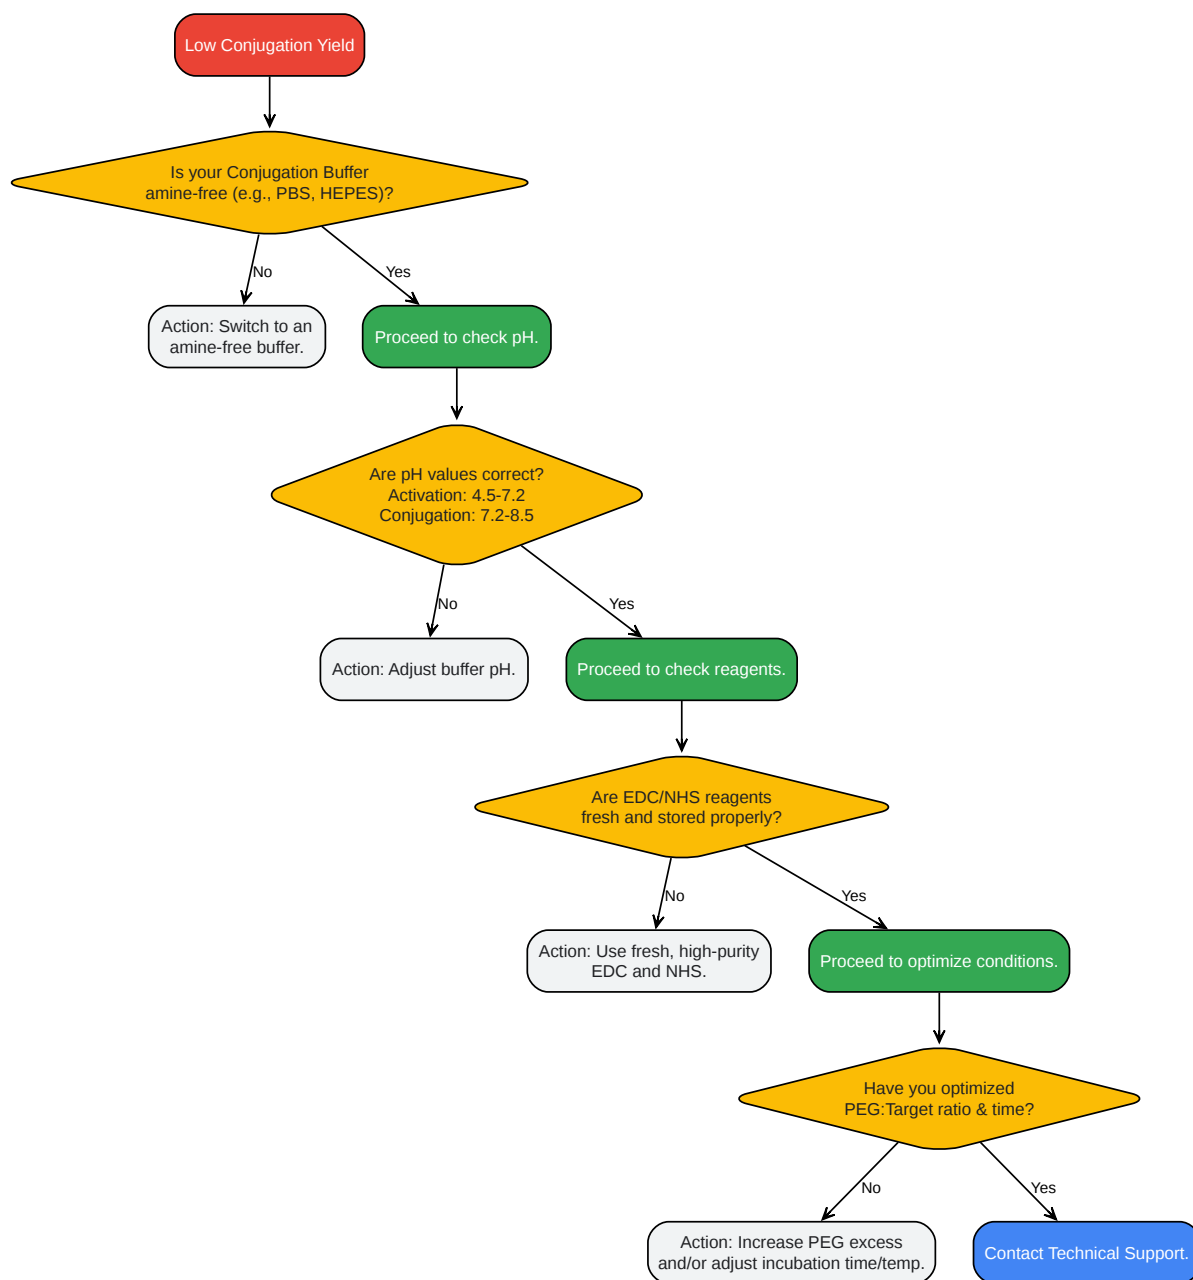 Low Conjugation Yield
Is your Conjugation Buffer
amine-free (e.g., PBS, HEPES)?
No
Yes
Action: Switch to an
amine-free buffer.
Proceed to check pH.
Are pH values correct?
Activation: 4.5-7.2
Conjugation: 7.2-8.5
No
Yes
Action: Adjust buffer pH.
Proceed to check reagents.
Are EDC/NHS reagents
fresh and stored properly?
No
Yes
Action: Use fresh, high-purity
EDC and NHS.
Proceed to optimize conditions.
Have you optimized
PEG:Target ratio & time?
No
Yes
Action: Increase PEG excess
and/or adjust incubation time/temp.
Contact Technical Support.